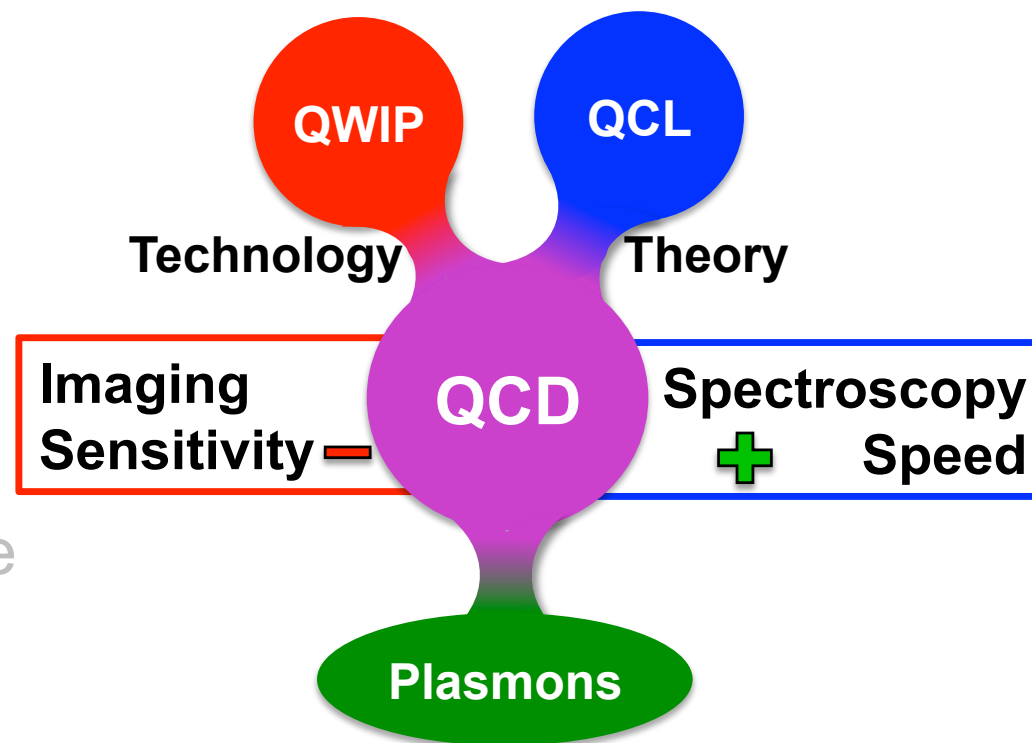 QWIP
QCL
Technology
Theory
Imaging
Sensitivity
QCD
Spectroscopy
Speed
e
Plasmons